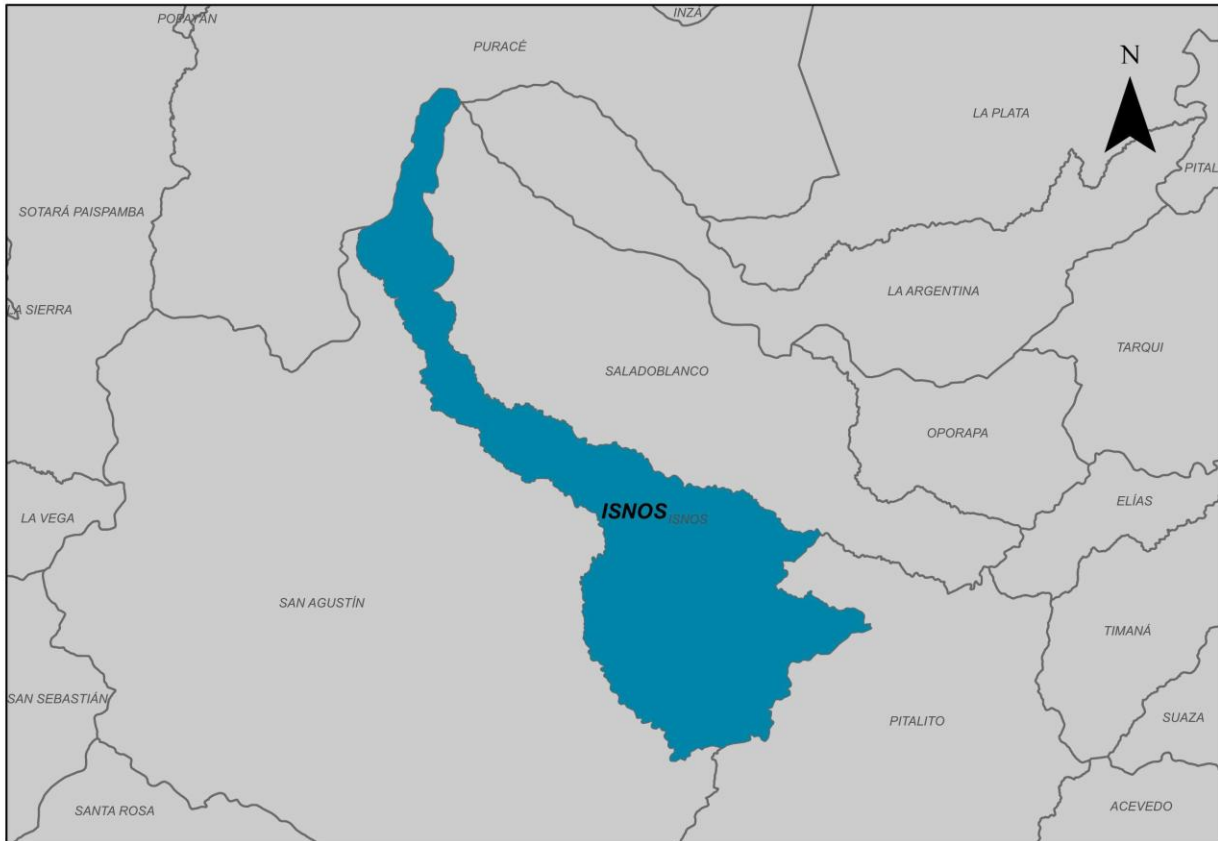 POPAYÁN
INZÁ
PURACÉ
N
LA PLATA
PITAL
SOTARÁ PAISPAMBA
LA ARGENTINA
LA SIERRA
TARQUI
SALADOBLANCO
OPORAPA
ELÍAS
ISNOS
ISNOS
LA VEGA
SAN AGUSTÍN
TIMANÁ
SAN SEBASTIÁN
PITALITO
SUAZA
SANTA ROSA
ACEVEDO